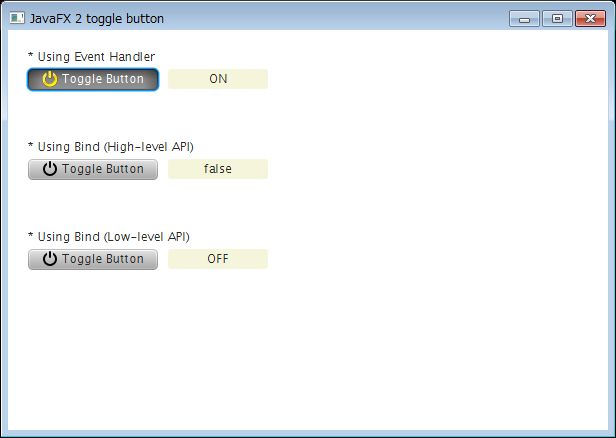 JavaFX 2 toggle button
* Using Event Handler
Toggle Button ON
* Using Bind (High-level API)
Toggle Button false
* Using Bind (Low-level API)
Toggle Button OFF